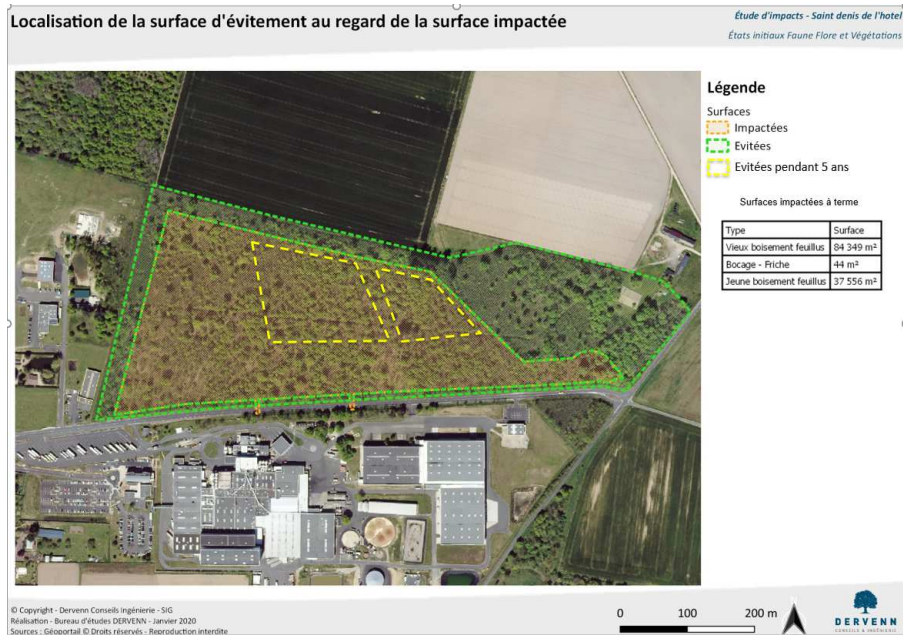 Localisation de la surface d'évitement au regard de la surface impactée
Étude d'impacts - Saint denis de l'hotel
États initiaux Faune Flore et Végétations
Légende
Surfaces
Impactées
Evitées
Evitées pendant 5 ans
Surfaces impactées à terme
Type Surface
Vieux boisement feuillus 84 349 m²
Bocage - Friche 44 m²
Jeune boisement feuillus 37 556 m²
© Copyright - Dervenn Conseils Ingénierie - SIG
Réalisation - Bureau d'études DERVENN - Janvier 2020
Sources : Géoportail © Droits réservés - Reproduction interdite
0 100 200 m
DERVENN
CONSEILS & INGÉNIERIE